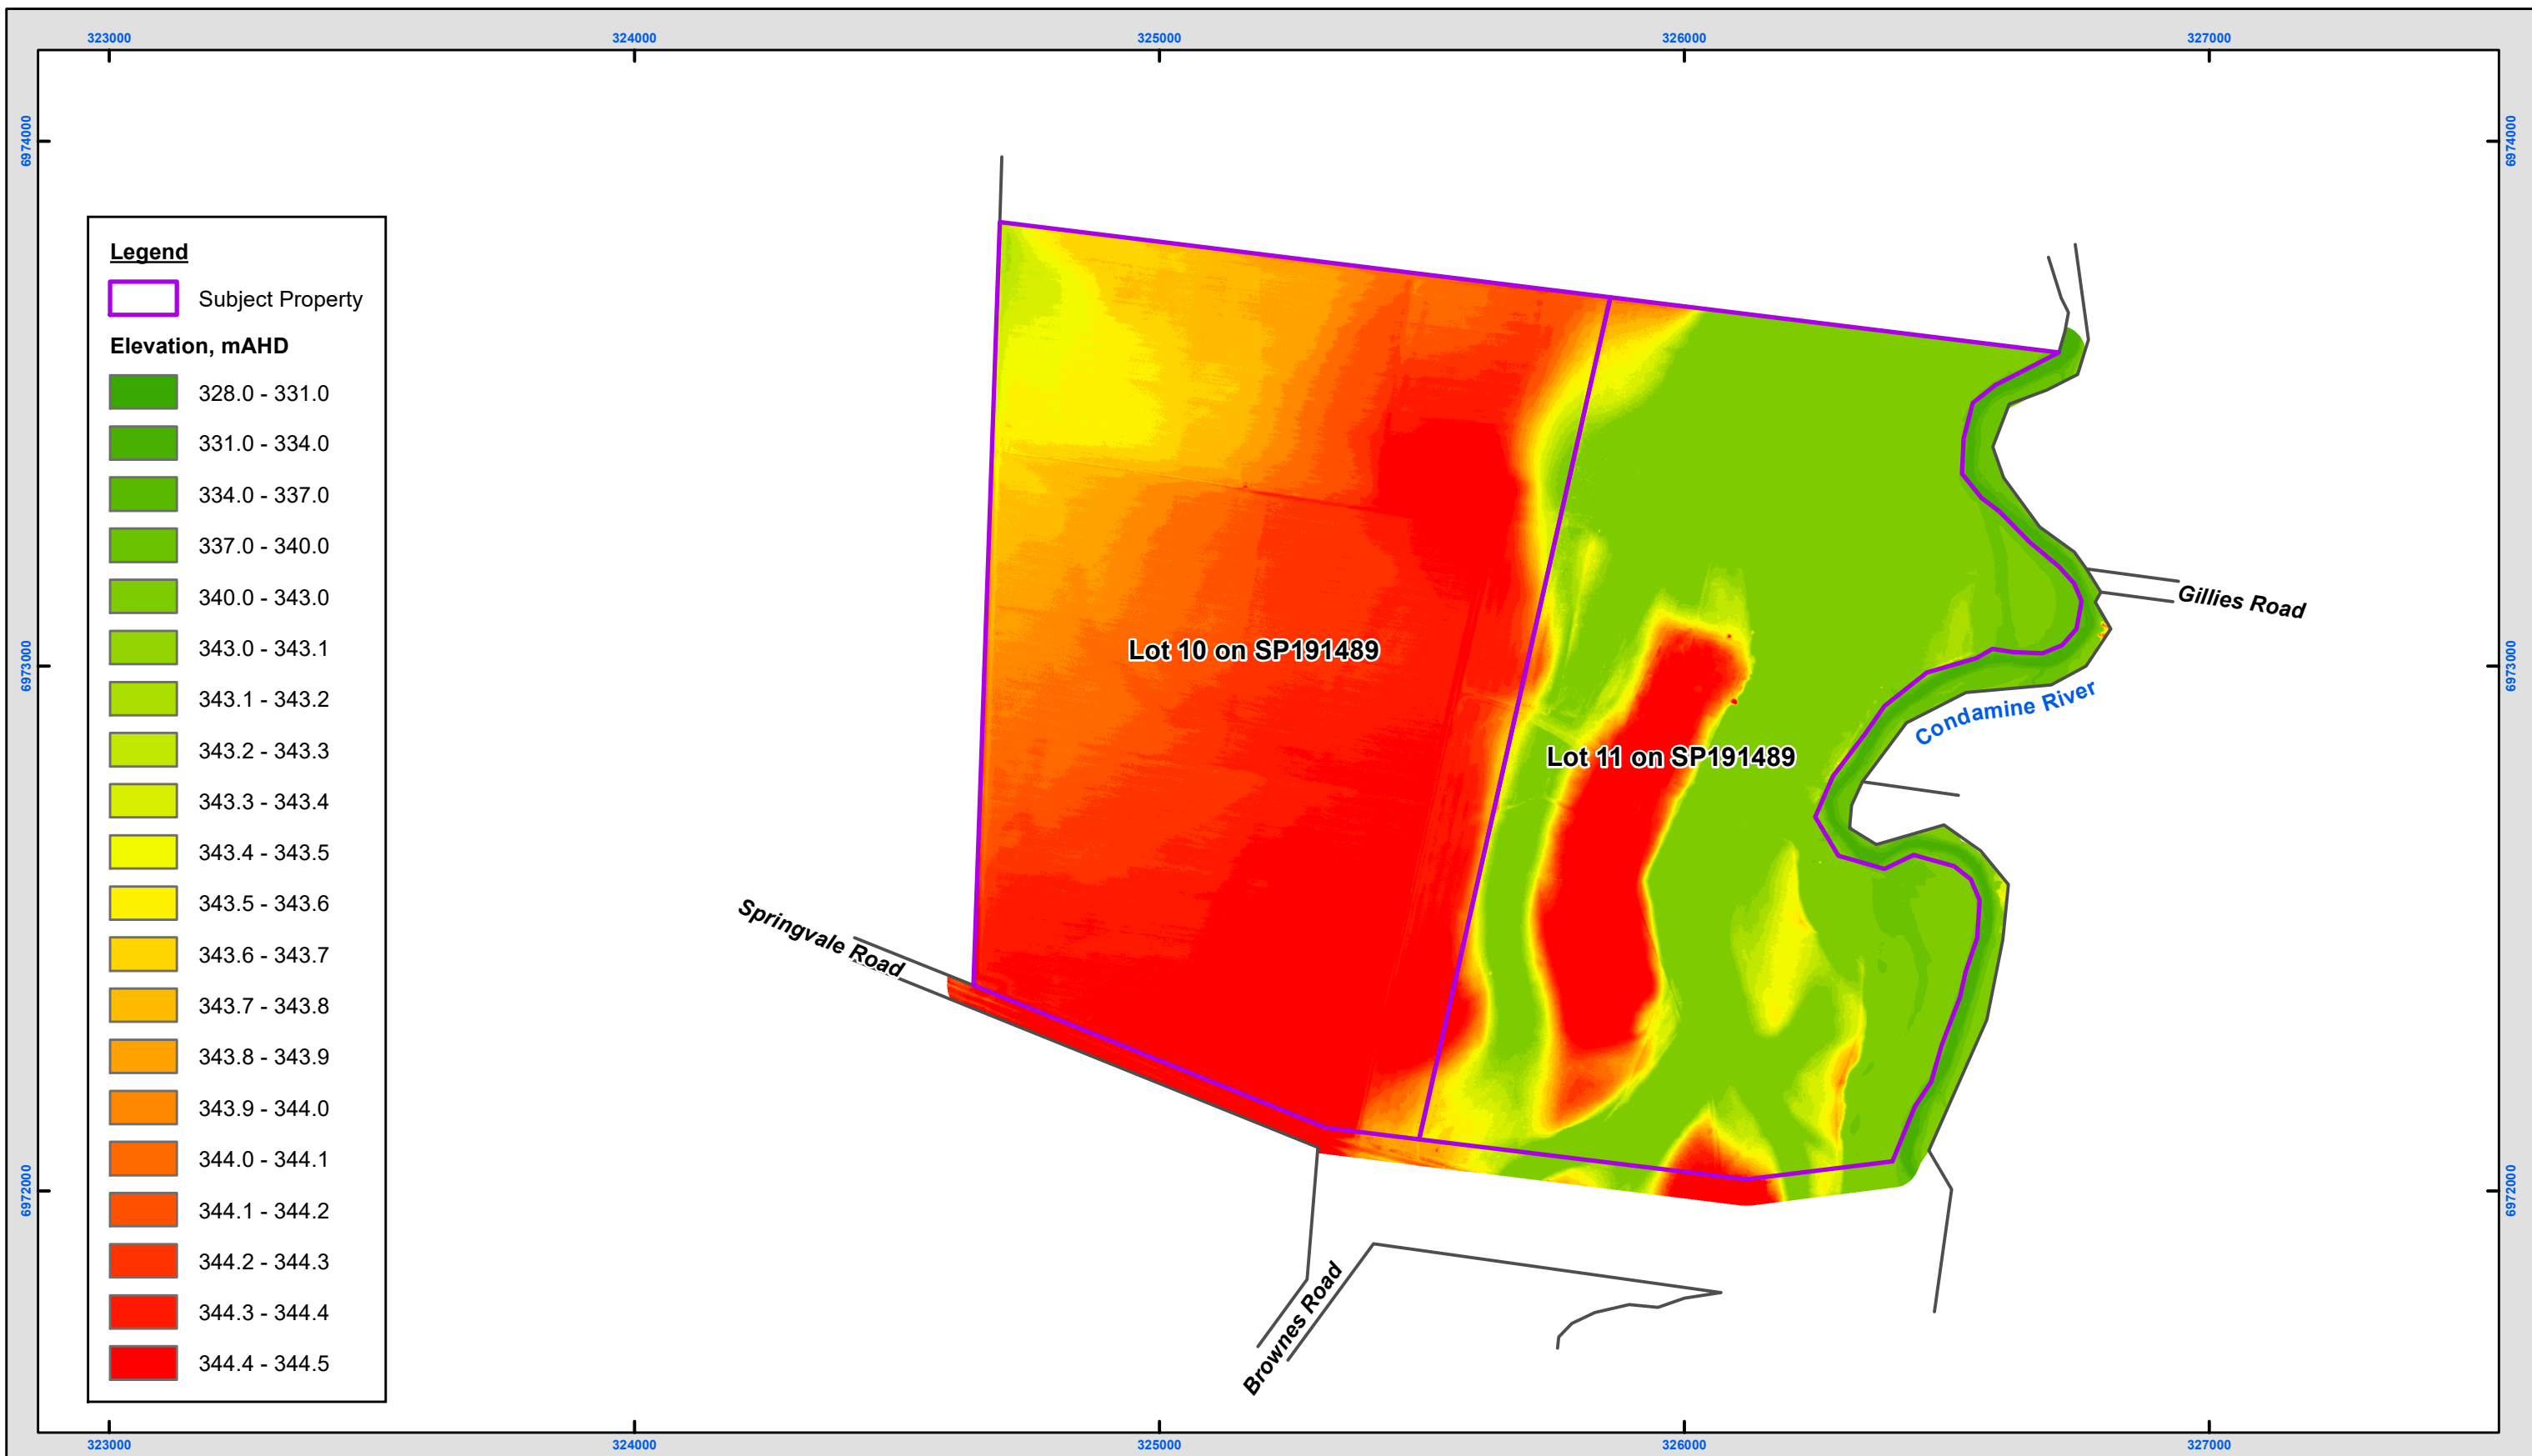 323000
324000
325000
326000
327000
6974000
6974000
Legend
Subject Property
Elevation, mAHD
328.0 - 331.0
331.0 - 334.0
334.0 - 337.0
337.0 - 340.0
340.0 - 343.0
343.0 - 343.1
343.1 - 343.2
343.2 - 343.3
343.3 - 343.4
343.4 - 343.5
343.5 - 343.6
343.6 - 343.7
343.7 - 343.8
343.8 - 343.9
343.9 - 344.0
344.0 - 344.1
344.1 - 344.2
344.2 - 344.3
344.3 - 344.4
344.4 - 344.5
Gillies Road
Lot 10 on SP191489
6973000
6973000
Condamine River
Lot 11 on SP191489
Springvale Road
6972000
6972000
Brownes Road
323000
324000
325000
326000
327000